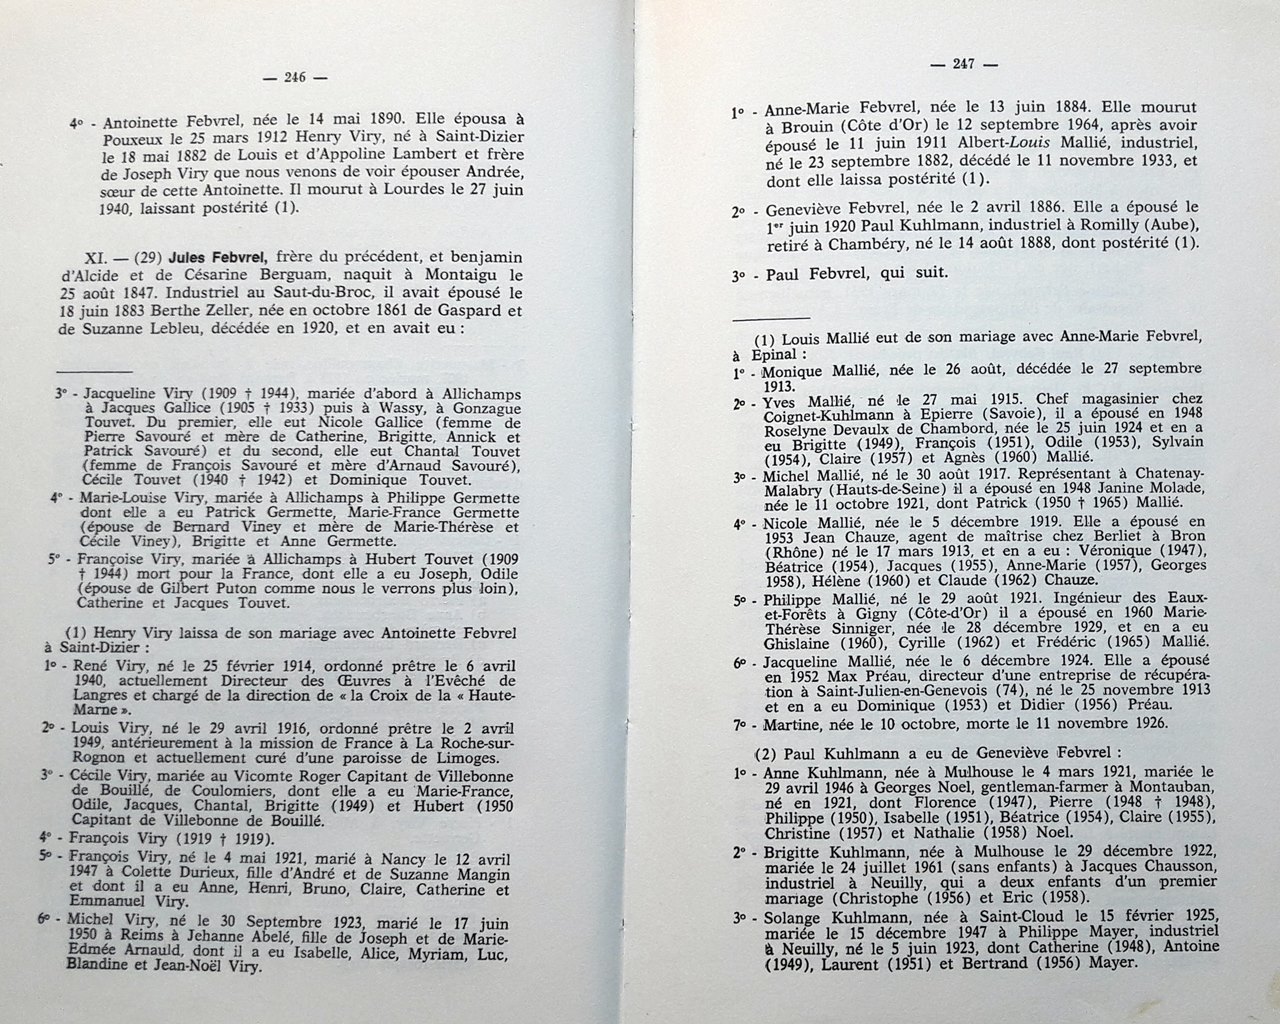 — 246 —
4º - Antoinette Febvrel, née le 14 mai 1890. Elle épousa à
Pouxeux le 25 mars 1912 Henry Viry, né à Saint-Dizier
le 18 mai 1882 de Louis et d'Appoline Lambert et frère
de Joseph Viry que nous venons de voir épouser Andrée,
sœur de cette Antoinette. Il mourut à Lourdes le 27 juin
1940, laissant postérité (1).
XI. — (29) Jules Febvrel, frère du précédent, et benjamin
d'Alcide et de Césarine Berguam, naquit à Montaigu le
25 août 1847. Industriel au Saut-du-Broc, il avait épousé le
18 juin 1883 Berthe Zeller, née en octobre 1861 de Gaspard et
de Suzanne Lebleu, décédée en 1920, et en avait eu :
3º - Jacqueline Viry (1909 † 1944), mariée d'abord à Allichamps
à Jacques Gallice (1905 † 1933) puis à Wassy, à Gonzague
Touvet. Du premier, elle eut Nicole Gallice (femme de
Pierre Savouré et mère de Catherine, Brigitte, Annick et
Patrick Savouré) et du second, elle eut Chantal Touvet
(femme de François Savouré et mère d'Arnaud Savouré),
Cécile Touvet (1940 † 1942) et Dominique Touvet.
4º - Marie-Louise Viry, mariée à Allichamps à Philippe Germette
dont elle a eu Patrick Germette, Marie-France Germette
(épouse de Bernard Viney et mère de Marie-Thérèse et
Cécile Viney), Brigitte et Anne Germette.
5º - Françoise Viry, mariée à Allichamps à Hubert Touvet (1909
† 1944) mort pour la France, dont elle a eu Joseph, Odile
(épouse de Gilbert Puton comme nous le verrons plus loin),
Catherine et Jacques Touvet.
(1) Henry Viry laissa de son mariage avec Antoinette Febvrel
à Saint-Dizier :
1º - René Viry, né le 25 février 1914, ordonné prêtre le 6 avril
1940, actuellement Directeur des Œuvres à l'Evêché de
Langres et chargé de la direction de « la Croix de la « Haute-
Marne ».
2º - Louis Viry, né le 29 avril 1916, ordonné prêtre le 2 avril
1949, antérieurement à la mission de France à La Roche-sur-
Rognon et actuellement curé d'une paroisse de Limoges.
3º - Cécile Viry, mariée au Vicomte Roger Capitant de Villebonne
de Bouillé, de Coulomiers, dont elle a eu Marie-France,
Odile, Jacques, Chantal, Brigitte (1949) et Hubert (1950
Capitant de Villebonne de Bouillé.
4º - François Viry (1919 † 1919).
5º - François Viry, né le 4 mai 1921, marié à Nancy le 12 avril
1947 à Colette Durieux, fille d'André et de Suzanne Mangin
et dont il a eu Anne, Henri, Bruno, Claire, Catherine et
Emmanuel Viry.
6º - Michel Viry, né le 30 Septembre 1923, marié le 17 juin
1950 à Reims à Jehanne Abelé, fille de Joseph et de Marie-
Edmée Arnauld, dont il a eu Isabelle, Alice, Myriam, Luc,
Blandine et Jean-Noël Viry.
— 247 —
1º - Anne-Marie Febvrel, née le 13 juin 1884. Elle mourut
à Brouin (Côte d'Or) le 12 septembre 1964, après avoir
épousé le 11 juin 1911 Albert-Louis Mallié, industriel,
né le 23 septembre 1882, décédé le 11 novembre 1933, et
dont elle laissa postérité (1).
2º - Geneviève Febvrel, née le 2 avril 1886. Elle a épousé le
1er juin 1920 Paul Kuhlmann, industriel à Romilly (Aube),
retiré à Chambéry, né le 14 août 1888, dont postérité (1).
3º - Paul Febvrel, qui suit.
(1) Louis Mallié eut de son mariage avec Anne-Marie Febvrel,
à Epinal :
1º - Monique Mallié, née le 26 août, décédée le 27 septembre
1913.
2º - Yves Mallié, né le 27 mai 1915. Chef magasinier chez
Coignet-Kuhlmann à Epierre (Savoie), il a épousé en 1948
Roselyne Devaulx de Chambord, née le 25 juin 1924 et en a
eu Brigitte (1949), François (1951), Odile (1953), Sylvain
(1954), Claire (1957) et Agnès (1960) Mallié.
3º - Michel Mallié, né le 30 août 1917. Représentant à Chatenay-
Malabry (Hauts-de-Seine) il a épousé en 1948 Janine Molade,
née le 11 octobre 1921, dont Patrick (1950 † 1965) Mallié.
4º - Nicole Mallié, née le 5 décembre 1919. Elle a épousé en
1953 Jean Chauze, agent de maîtrise chez Berliet à Bron
(Rhône) né le 17 mars 1913, et en a eu : Véronique (1947),
Béatrice (1954), Jacques (1955), Anne-Marie (1957), Georges
1958), Hélène (1960) et Claude (1962) Chauze.
5º - Philippe Mallié, né le 29 août 1921. Ingénieur des Eaux-
et-Forêts à Gigny (Côte-d'Or) il a épousé en 1960 Marie-
Thérèse Sinniger, née le 28 décembre 1929, et en a eu
Ghislaine (1960), Cyrille (1962) et Frédéric (1965) Mallié.
6º - Jacqueline Mallié, née le 6 décembre 1924. Elle a épousé
en 1952 Max Préau, directeur d'une entreprise de récupéra-
tion à Saint-Julien-en-Genevois (74), né le 25 novembre 1913
et en a eu Dominique (1953) et Didier (1956) Préau.
7º - Martine, née le 10 octobre, morte le 11 novembre 1926.
(2) Paul Kuhlmann a eu de Geneviève Febvrel :
1º - Anne Kuhlmann, née à Mulhouse le 4 mars 1921, mariée le
29 avril 1946 à Georges Noel, gentleman-farmer à Montauban,
né en 1921, dont Florence (1947), Pierre (1948 † 1948),
Philippe (1950), Isabelle (1951), Béatrice (1954), Claire (1955),
Christine (1957) et Nathalie (1958) Noel.
2º - Brigitte Kuhlmann, née à Mulhouse le 29 décembre 1922,
mariée le 24 juillet 1961 (sans enfants) à Jacques Chausson,
industriel à Neuilly, qui a deux enfants d'un premier
mariage (Christophe (1956) et Eric (1958).
3º - Solange Kuhlmann, née à Saint-Cloud le 15 février 1925,
mariée le 15 décembre 1947 à Philippe Mayer, industriel
à Neuilly, né le 5 juin 1923, dont Catherine (1948), Antoine
(1949), Laurent (1951) et Bertrand (1956) Mayer.